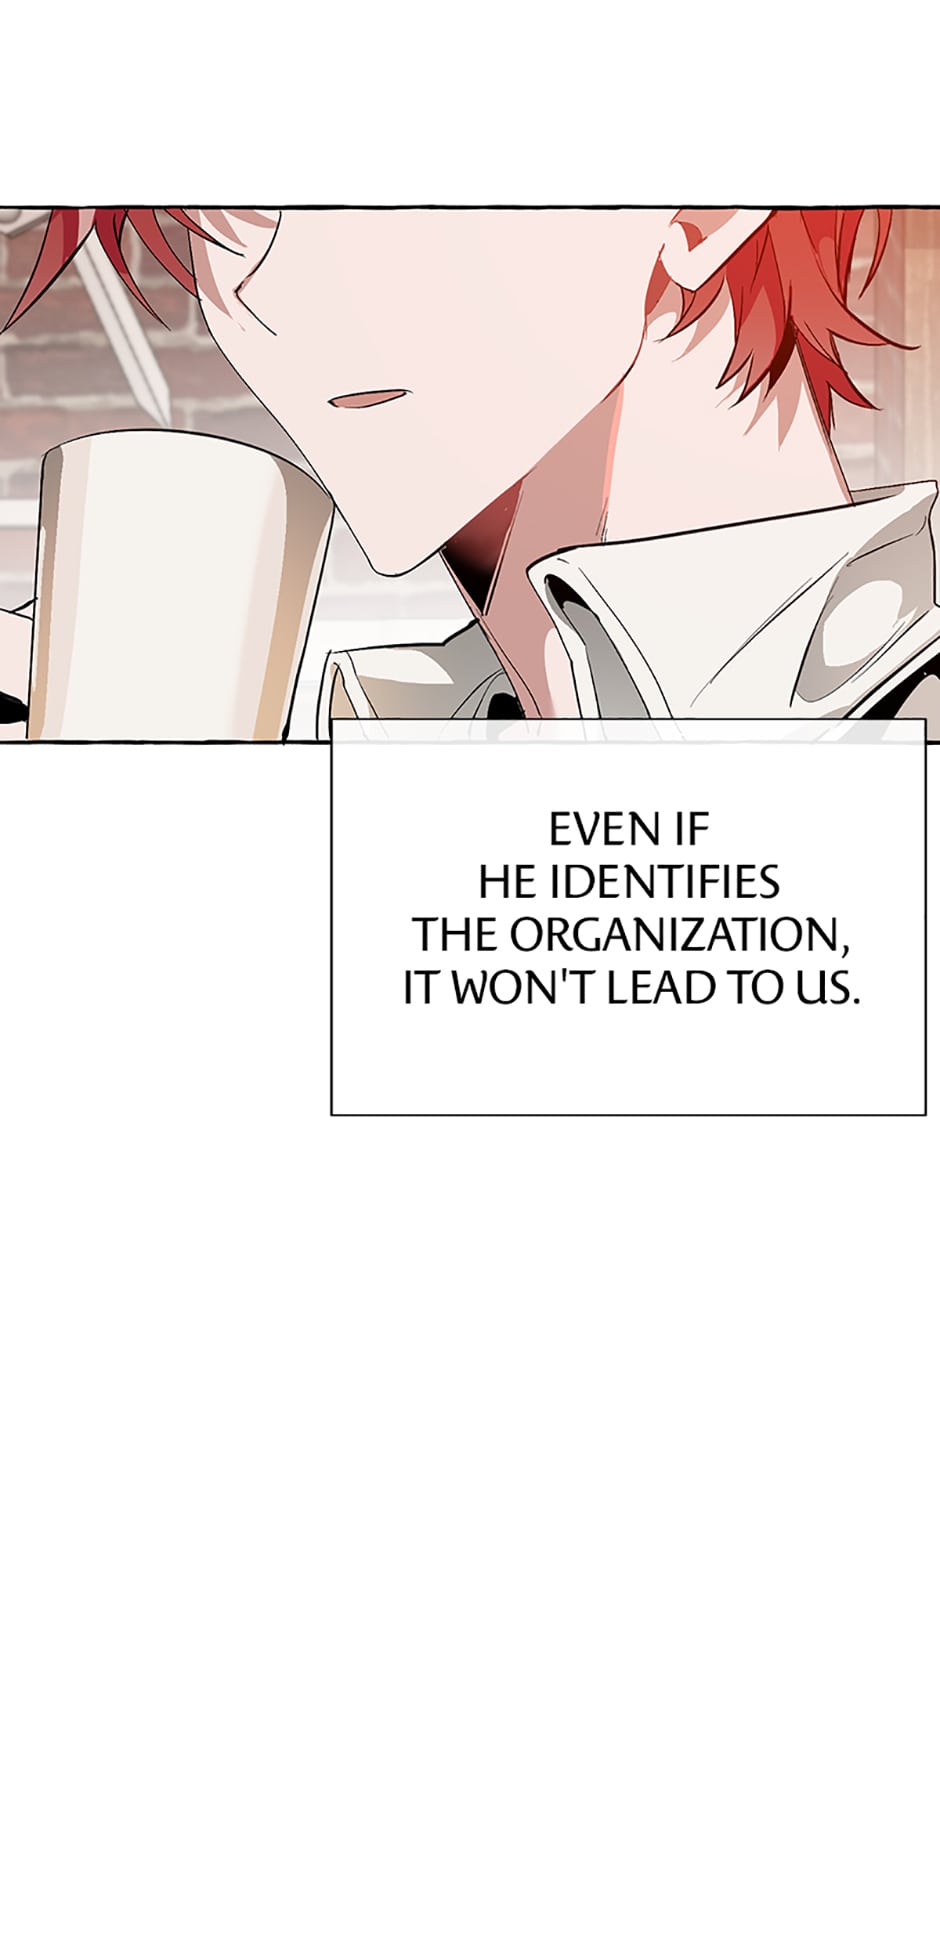 EVEN IF
HE IDENTIFIES
THE ORGANIZATION,
IT WON'T LEAD TO US.